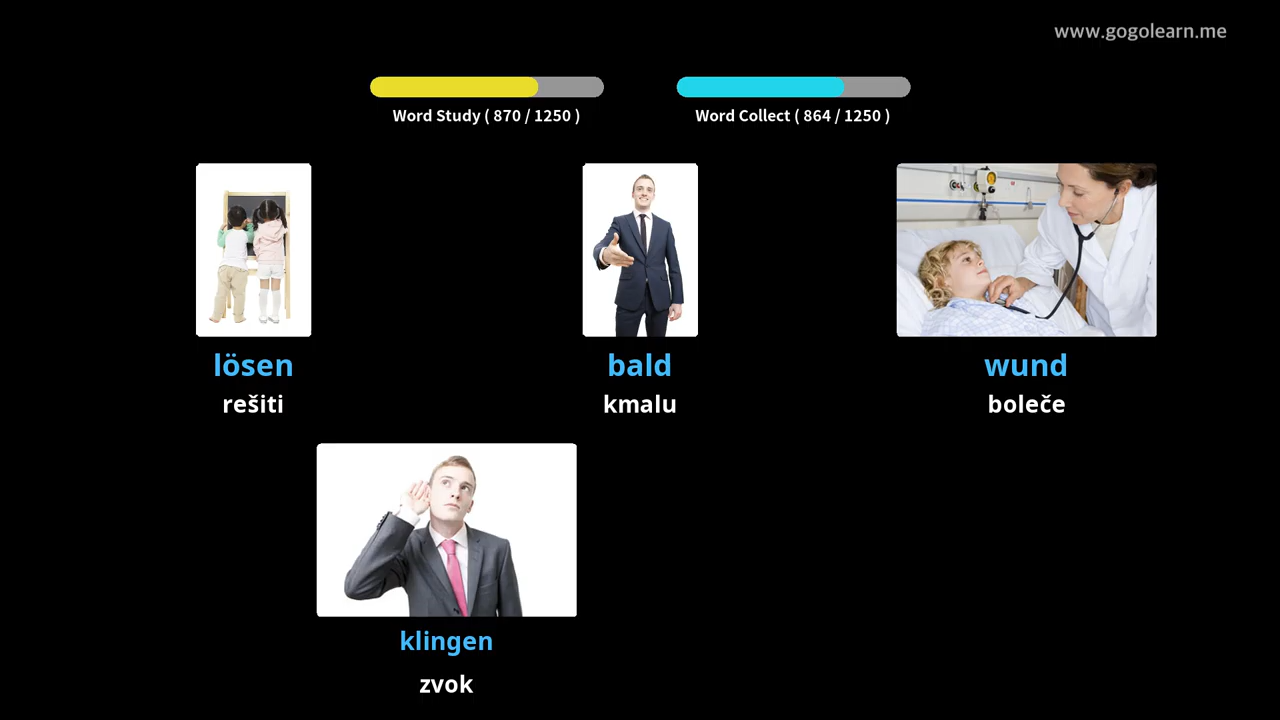 www.gogolearn.me
Word Study ( 870 / 1250 )
Word Collect ( 864 / 1250 )
lösen
rešiti
bald
kmalu
wund
boleče
klingen
zvok